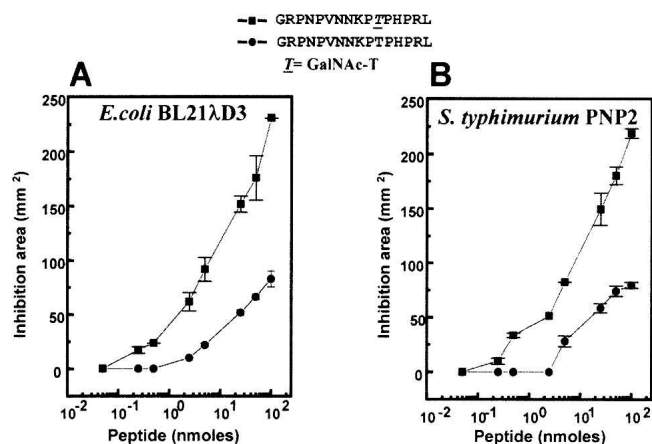 GRPNPVNNKPTPHPRL
GRPNPVNNKPTPHPRL
T= GalNAc-T
A
E.coli BL21λD3
Inhibition area (mm 2)
250
200
150
100
50
0
10-2 10-1 100 101 102
Peptide (nmoles)
B
S. typhimurium PNP2
Inhibition area (mm 2)
250
200
150
100
50
0
10-2 10-1 100 101 102
Peptide (nmoles)